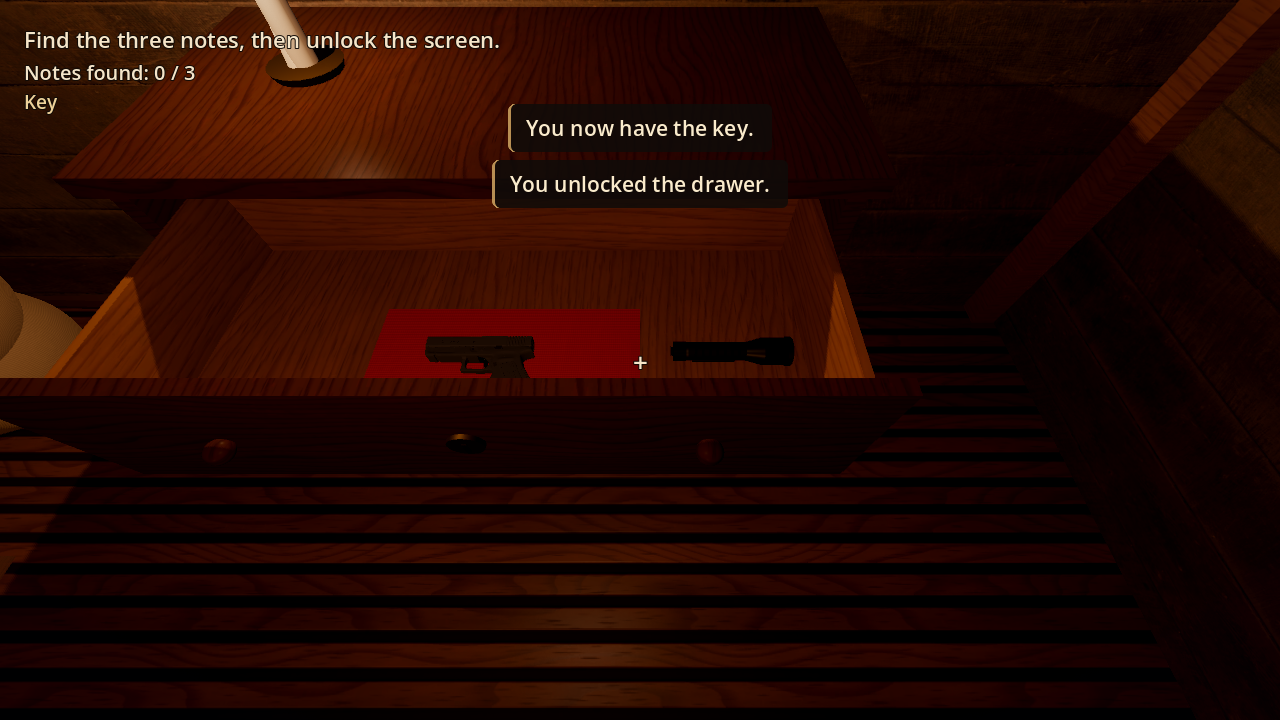 Find the three notes, then unlock the screen.
Notes found: 0 / 3
Key
You now have the key.
You unlocked the drawer.